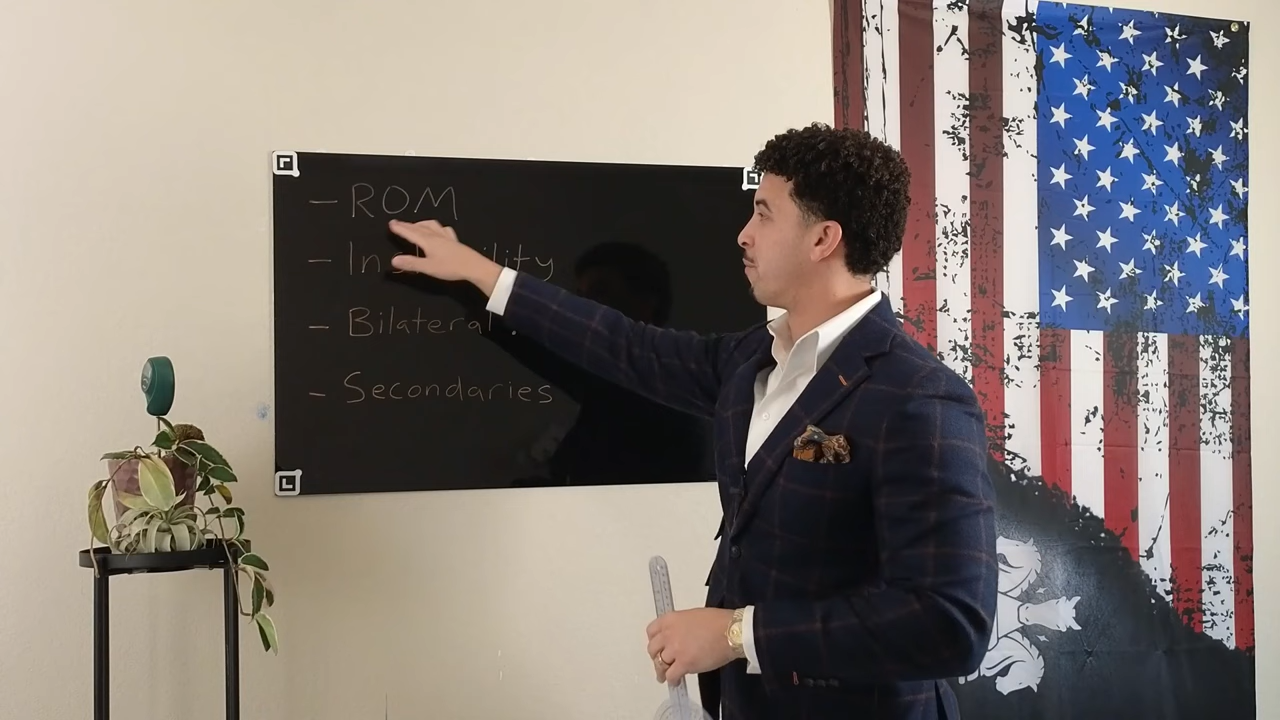 - ROM
-
- Bilateral
- Secondaries